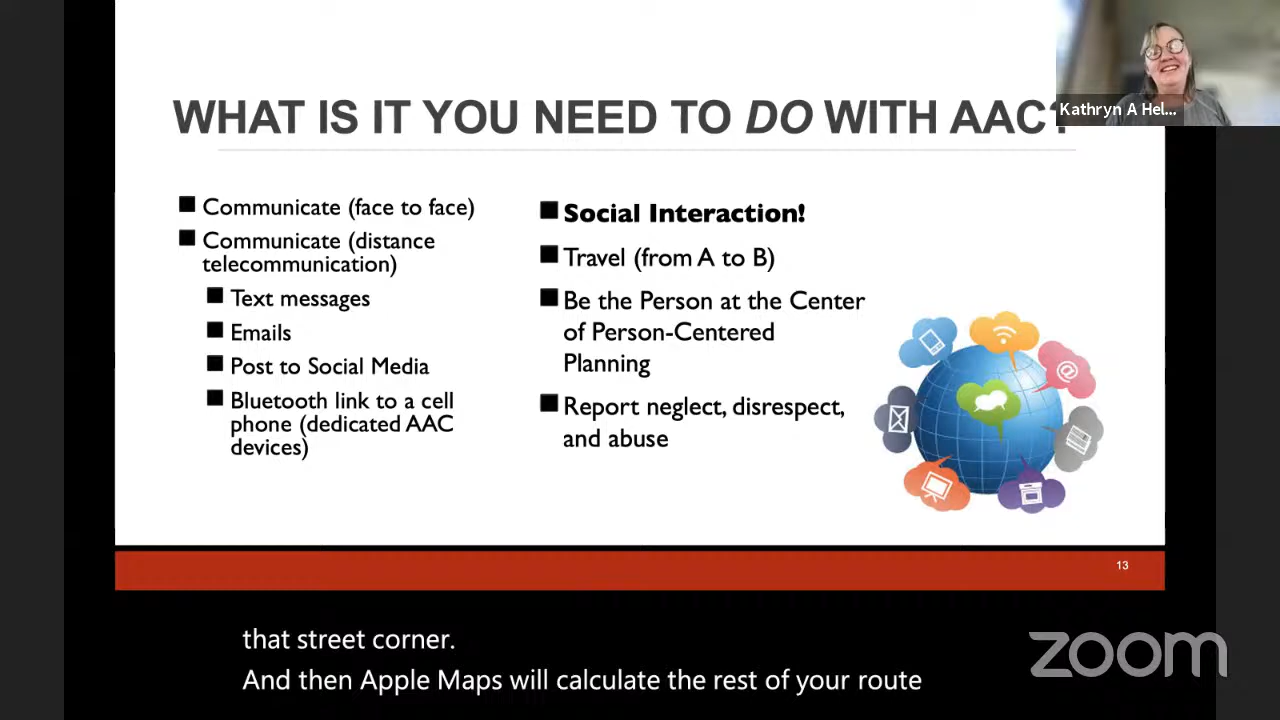 WHAT IS IT YOU NEED TO DO WITH AAC?
Kathryn A Hel...
Communicate (face to face)
Communicate (distance
telecommunication)
Text messages
Emails
Post to Social Media
Bluetooth link to a cell
phone (dedicated AAC
devices)
Social Interaction!
Travel (from A to B)
Be the Person at the Center
of Person-Centered
Planning
Report neglect, disrespect,
and abuse
@
13
that street corner.
And then Apple Maps will calculate the rest of your route
zoom